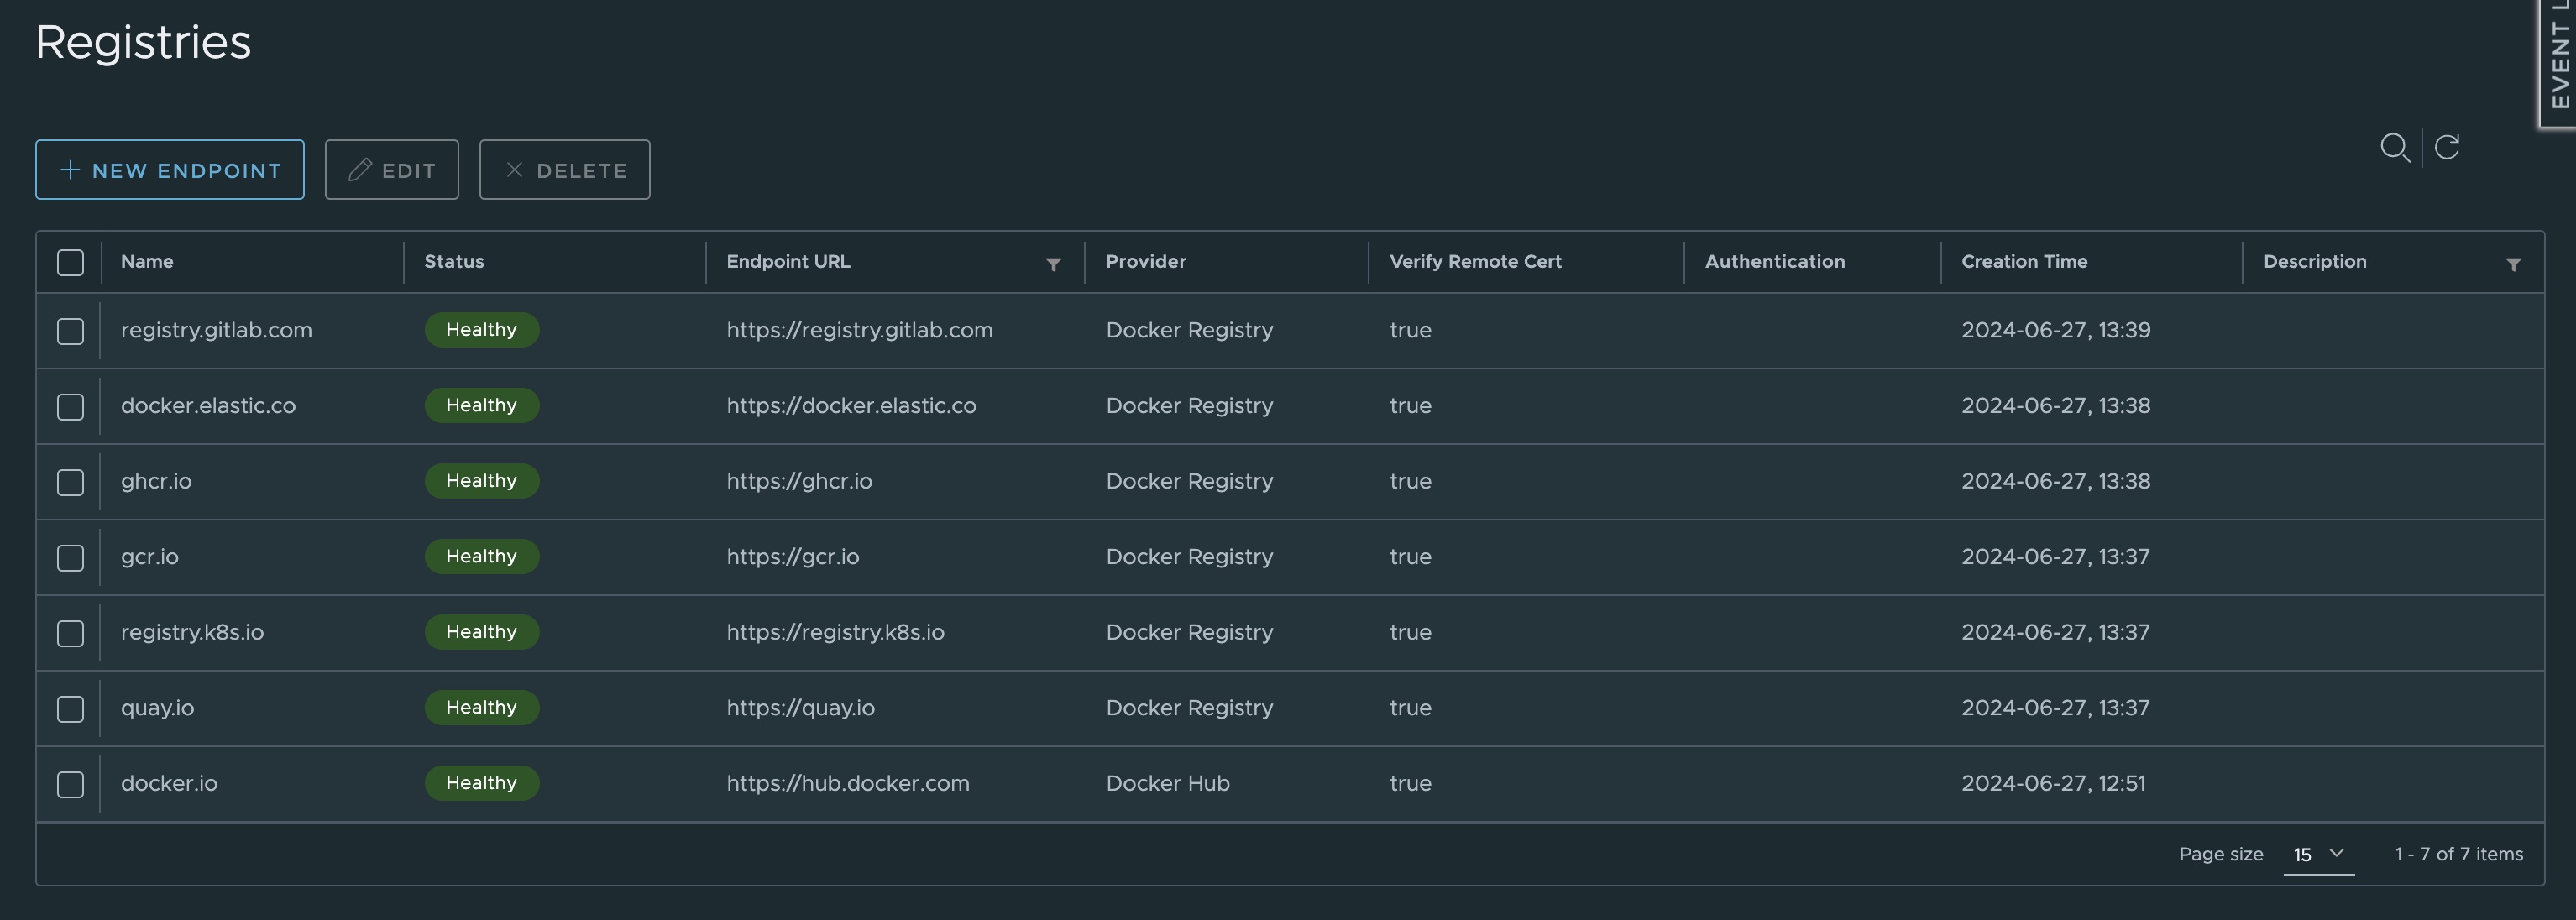 Registries
EVENT L
NEW ENDPOINT EDIT DELETE
Name Status Endpoint URL Provider Verify Remote Cert Authentication Creation Time Description
registry.gitlab.com Healthy https://registry.gitlab.com Docker Registry true 2024-06-27, 13:39
docker.elastic.co Healthy https://docker.elastic.co Docker Registry true 2024-06-27, 13:38
ghcr.io Healthy https://ghcr.io Docker Registry true 2024-06-27, 13:38
gcr.io Healthy https://gcr.io Docker Registry true 2024-06-27, 13:37
registry.k8s.io Healthy https://registry.k8s.io Docker Registry true 2024-06-27, 13:37
quay.io Healthy https://quay.io Docker Registry true 2024-06-27, 13:37
docker.io Healthy https://hub.docker.com Docker Hub true 2024-06-27, 12:51
Page size 15 1 - 7 of 7 items